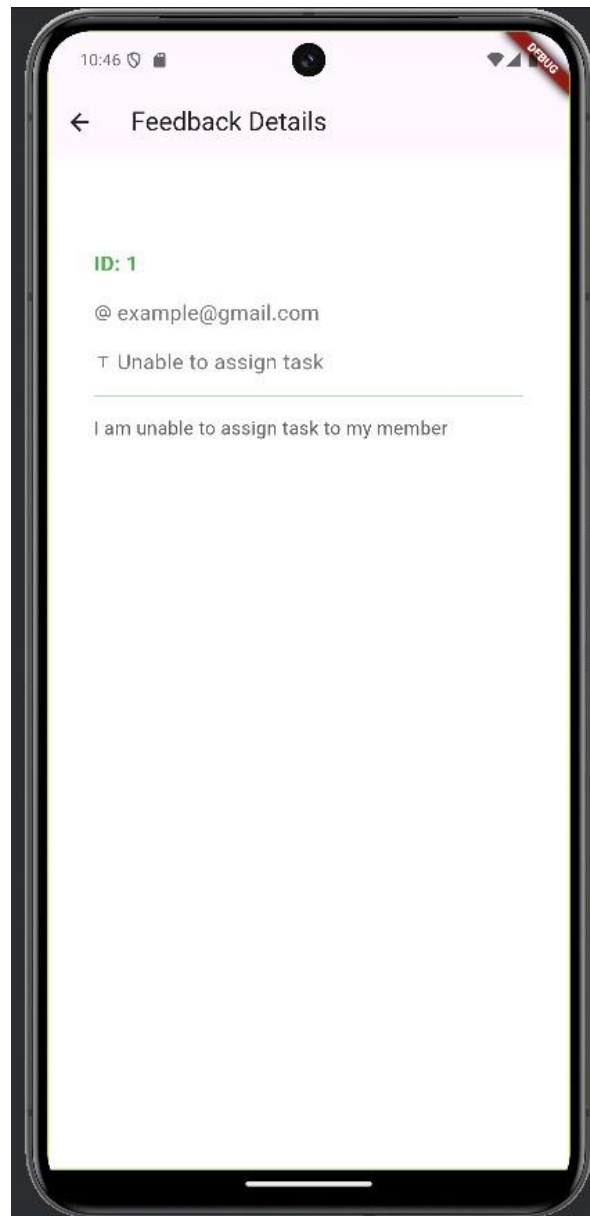 10:46
DEBUG
Feedback Details
ID: 1
@ example@gmail.com
T Unable to assign task
I am unable to assign task to my member